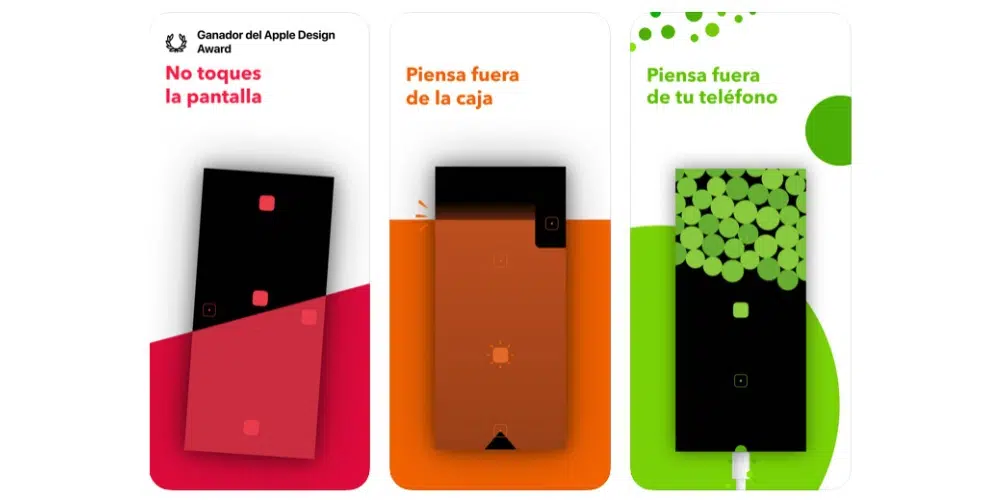 Ganador del Apple Design
Award
No toques
la pantalla
Piensa fuera
de la caja
Piensa fuera
de tu teléfono